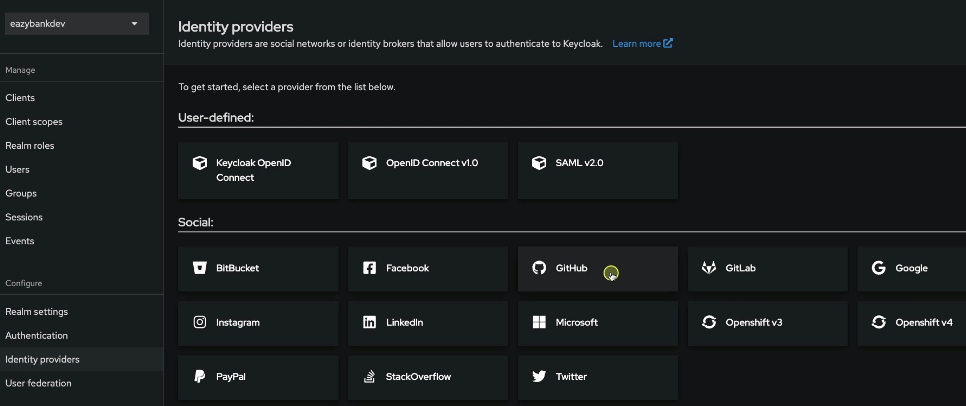 eazybankdev
Manage
Clients
Client scopes
Realm roles
Users
Groups
Sessions
Events
Configure
Realm settings
Authentication
Identity providers
User federation
Identity providers
Identity providers are social networks or identity brokers that allow users to authenticate to Keycloak. Learn more
To get started, select a provider from the list below.
User-defined:
Keycloak OpenID
Connect
OpenID Connect v1.0
SAML v2.0
Social:
BitBucket
Facebook
GitHub
GitLab
Google
Instagram
LinkedIn
Microsoft
Openshift v3
Openshift v4
PayPal
StackOverflow
Twitter